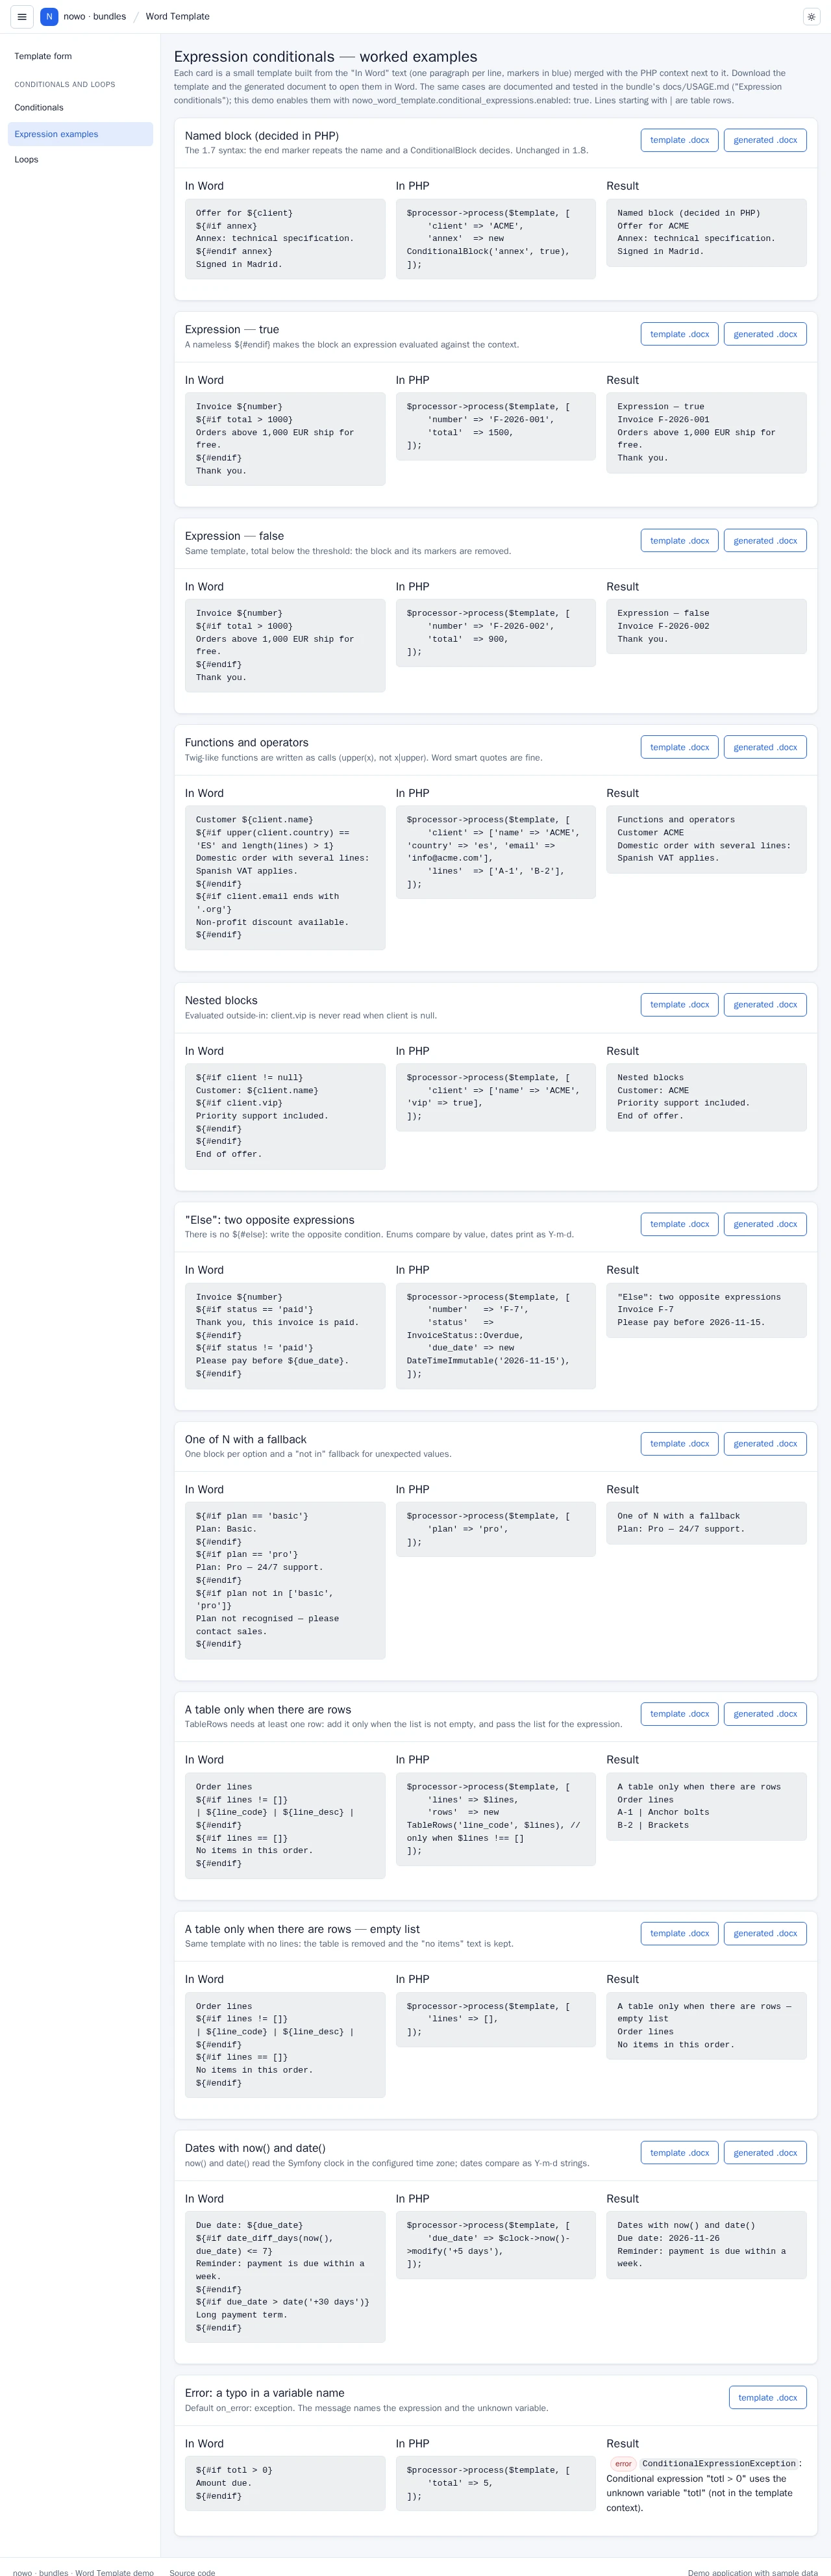 N nowo · bundles / Word Template
Template form
CONDITIONALS AND LOOPS
Conditionals
Expression examples
Loops
Expression conditionals — worked examples
Each card is a small template built from the "In Word" text (one paragraph per line, markers in blue) merged with the PHP context next to it. Download the
template and the generated document to open them in Word. The same cases are documented and tested in the bundle's docs/USAGE.md ("Expression
conditionals"); this demo enables them with nowo_word_template.conditional_expressions.enabled: true. Lines starting with | are table rows.
Named block (decided in PHP)
The 1.7 syntax: the end marker repeats the name and a ConditionalBlock decides. Unchanged in 1.8.
template .docx
generated .docx
In Word
Offer for ${client}
${#if annex}
Annex: technical specification.
${#endif annex}
Signed in Madrid.
In PHP
$processor->process($template, [
'client' => 'ACME',
'annex'  => new
ConditionalBlock('annex', true),
]);
Result
Named block (decided in PHP)
Offer for ACME
Annex: technical specification.
Signed in Madrid.
Expression — true
A nameless ${#endif} makes the block an expression evaluated against the context.
template .docx
generated .docx
In Word
Invoice ${number}
${#if total > 1000}
Orders above 1,000 EUR ship for
free.
${#endif}
Thank you.
In PHP
$processor->process($template, [
'number' => 'F-2026-001',
'total'  => 1500,
]);
Result
Expression — true
Invoice F-2026-001
Orders above 1,000 EUR ship for
free.
Thank you.
Expression — false
Same template, total below the threshold: the block and its markers are removed.
template .docx
generated .docx
In Word
Invoice ${number}
${#if total > 1000}
Orders above 1,000 EUR ship for
free.
${#endif}
Thank you.
In PHP
$processor->process($template, [
'number' => 'F-2026-002',
'total'  => 900,
]);
Result
Expression — false
Invoice F-2026-002
Thank you.
Functions and operators
Twig-like functions are written as calls (upper(x), not x|upper). Word smart quotes are fine.
template .docx
generated .docx
In Word
Customer ${client.name}
${#if upper(client.country) ==
'ES' and length(lines) > 1}
Domestic order with several lines:
Spanish VAT applies.
${#endif}
${#if client.email ends with
'.org'}
Non-profit discount available.
${#endif}
In PHP
$processor->process($template, [
'client' => ['name' => 'ACME',
'country' => 'es', 'email' =>
'info@acme.com'],
'lines'  => ['A-1', 'B-2'],
]);
Result
Functions and operators
Customer ACME
Domestic order with several lines:
Spanish VAT applies.
Nested blocks
Evaluated outside-in: client.vip is never read when client is null.
template .docx
generated .docx
In Word
${#if client != null}
Customer: ${client.name}
${#if client.vip}
Priority support included.
${#endif}
${#endif}
End of offer.
In PHP
$processor->process($template, [
'client' => ['name' => 'ACME',
'vip' => true],
]);
Result
Nested blocks
Customer: ACME
Priority support included.
End of offer.
"Else": two opposite expressions
There is no ${#else}: write the opposite condition. Enums compare by value, dates print as Y-m-d.
template .docx
generated .docx
In Word
Invoice ${number}
${#if status == 'paid'}
Thank you, this invoice is paid.
${#endif}
${#if status != 'paid'}
Please pay before ${due_date}.
${#endif}
In PHP
$processor->process($template, [
'number'   => 'F-7',
'status'   =>
InvoiceStatus::Overdue,
'due_date' => new
DateTimeImmutable('2026-11-15'),
]);
Result
"Else": two opposite expressions
Invoice F-7
Please pay before 2026-11-15.
One of N with a fallback
One block per option and a "not in" fallback for unexpected values.
template .docx
generated .docx
In Word
${#if plan == 'basic'}
Plan: Basic.
${#endif}
${#if plan == 'pro'}
Plan: Pro — 24/7 support.
${#endif}
${#if plan not in ['basic',
'pro']}
Plan not recognised — please
contact sales.
${#endif}
In PHP
$processor->process($template, [
'plan' => 'pro',
]);
Result
One of N with a fallback
Plan: Pro — 24/7 support.
A table only when there are rows
TableRows needs at least one row: add it only when the list is not empty, and pass the list for the expression.
template .docx
generated .docx
In Word
Order lines
${#if lines != []}
| ${line_code} | ${line_desc} |
${#endif}
${#if lines == []}
No items in this order.
${#endif}
In PHP
$processor->process($template, [
'lines' => $lines,
'rows'  => new
TableRows('line_code', $lines), //
only when $lines !== []
]);
Result
A table only when there are rows
Order lines
A-1 | Anchor bolts
B-2 | Brackets
A table only when there are rows — empty list
Same template with no lines: the table is removed and the "no items" text is kept.
template .docx
generated .docx
In Word
Order lines
${#if lines != []}
| ${line_code} | ${line_desc} |
${#endif}
${#if lines == []}
No items in this order.
${#endif}
In PHP
$processor->process($template, [
'lines' => [],
]);
Result
A table only when there are rows —
empty list
Order lines
No items in this order.
Dates with now() and date()
now() and date() read the Symfony clock in the configured time zone; dates compare as Y-m-d strings.
template .docx
generated .docx
In Word
Due date: ${due_date}
${#if date_diff_days(now(),
due_date) <= 7}
Reminder: payment is due within a
week.
${#endif}
${#if due_date > date('+30 days')}
Long payment term.
${#endif}
In PHP
$processor->process($template, [
'due_date' => $clock->now()-
>modify('+5 days'),
]);
Result
Dates with now() and date()
Due date: 2026-11-26
Reminder: payment is due within a
week.
Error: a typo in a variable name
Default on_error: exception. The message names the expression and the unknown variable.
template .docx
In Word
${#if totl > 0}
Amount due.
${#endif}
In PHP
$processor->process($template, [
'total' => 5,
]);
Result
error ConditionalExpressionException :
Conditional expression "totl > 0" uses the
unknown variable "totl" (not in the template
context).
nowo · bundles · Word Template demo
Source code
Demo application with sample data